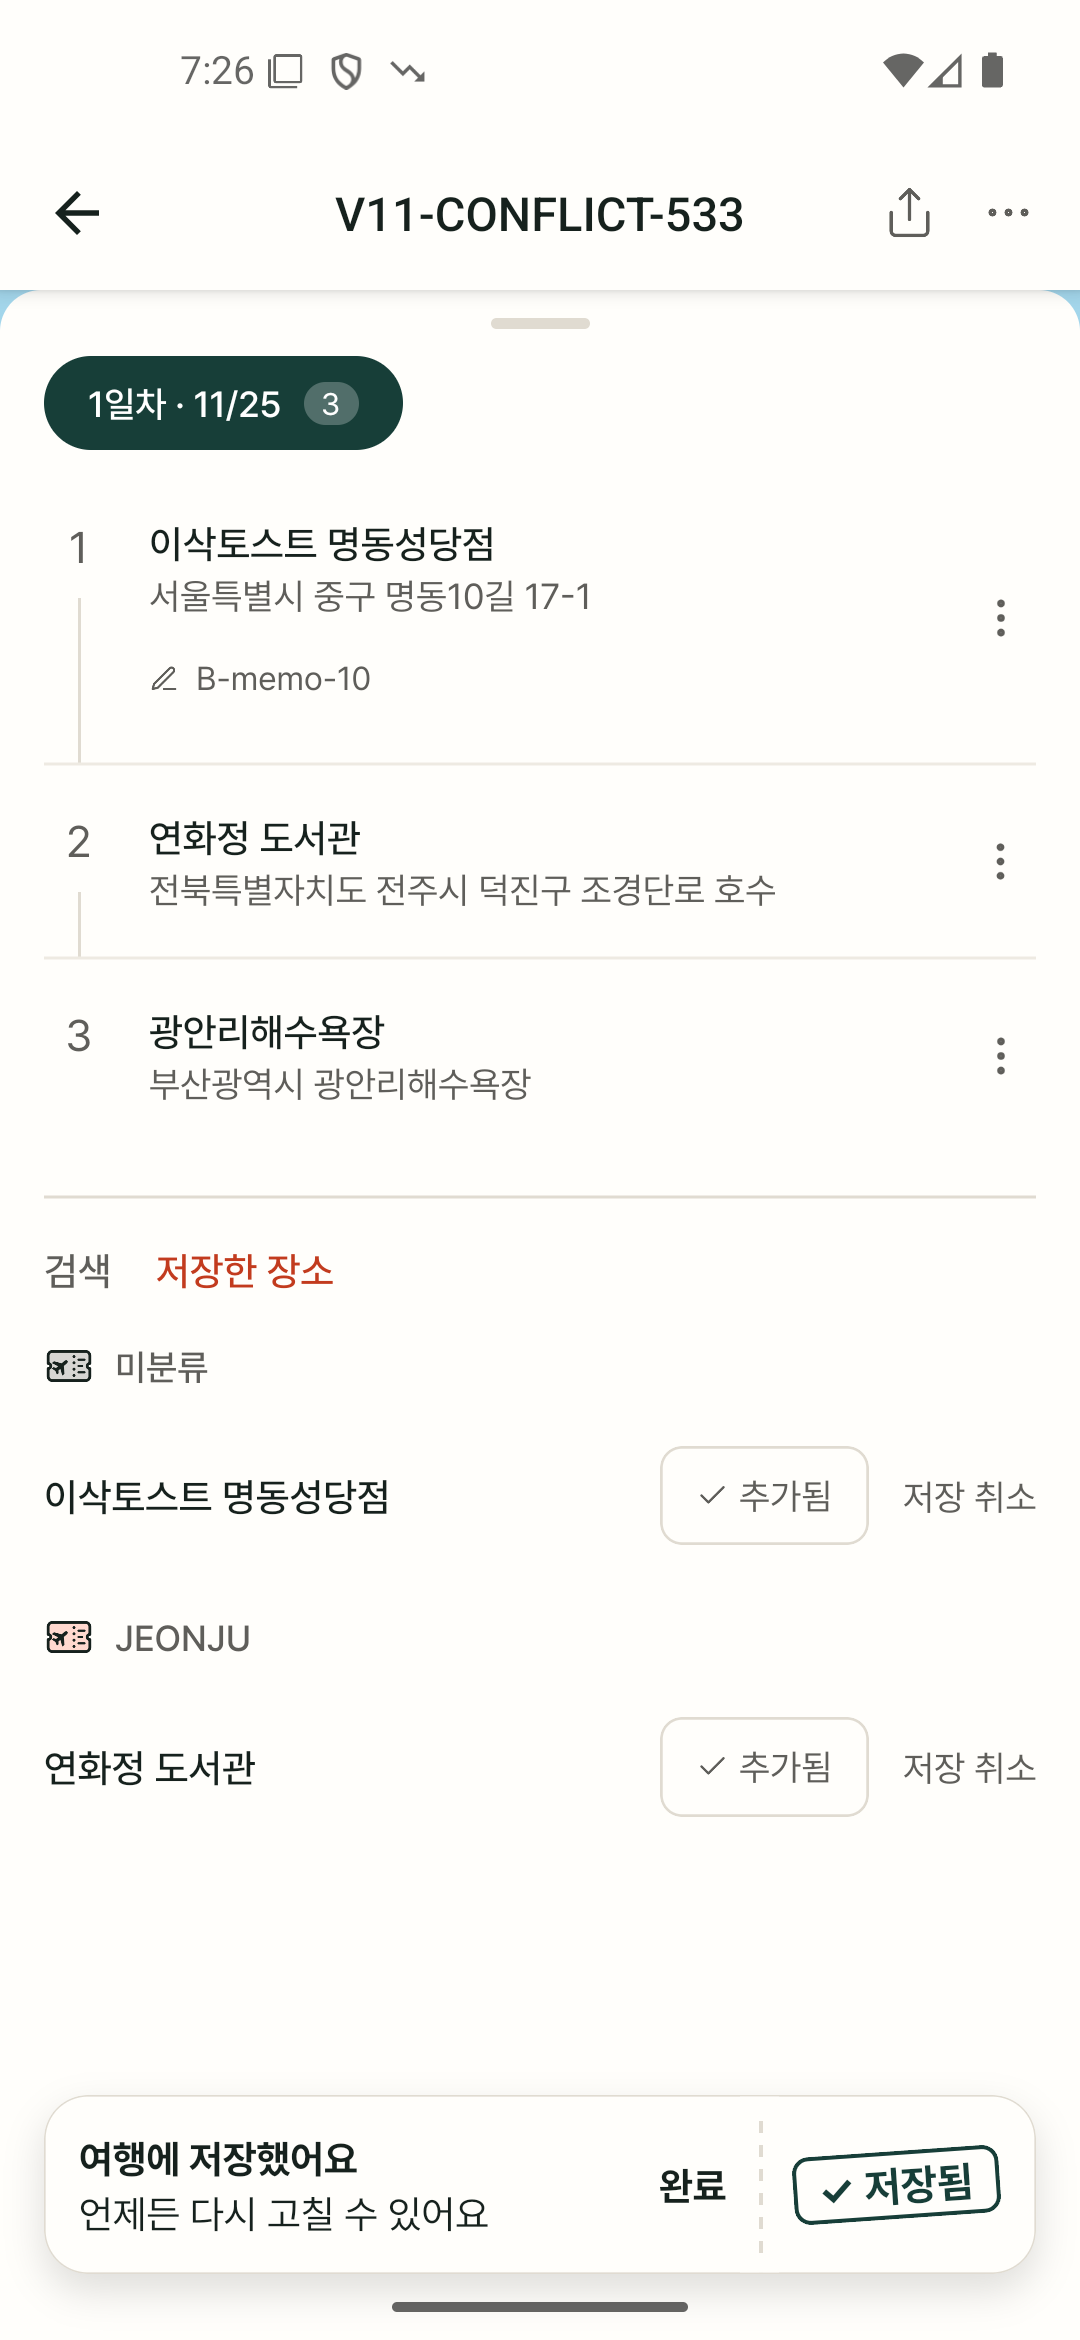 7:26
V11-CONFLICT-533
1일차 · 11/25 3
1 이삭토스트 명동성당점
서울특별시 중구 명동10길 17-1
B-memo-10
2 연화정 도서관
전북특별자치도 전주시 덕진구 조경단로 호수
3 광안리해수욕장
부산광역시 광안리해수욕장
검색 저장한 장소
미분류
이삭토스트 명동성당점 추가됨 저장 취소
JEONJU
연화정 도서관 추가됨 저장 취소
여행에 저장했어요
언제든 다시 고칠 수 있어요
완료
저장됨